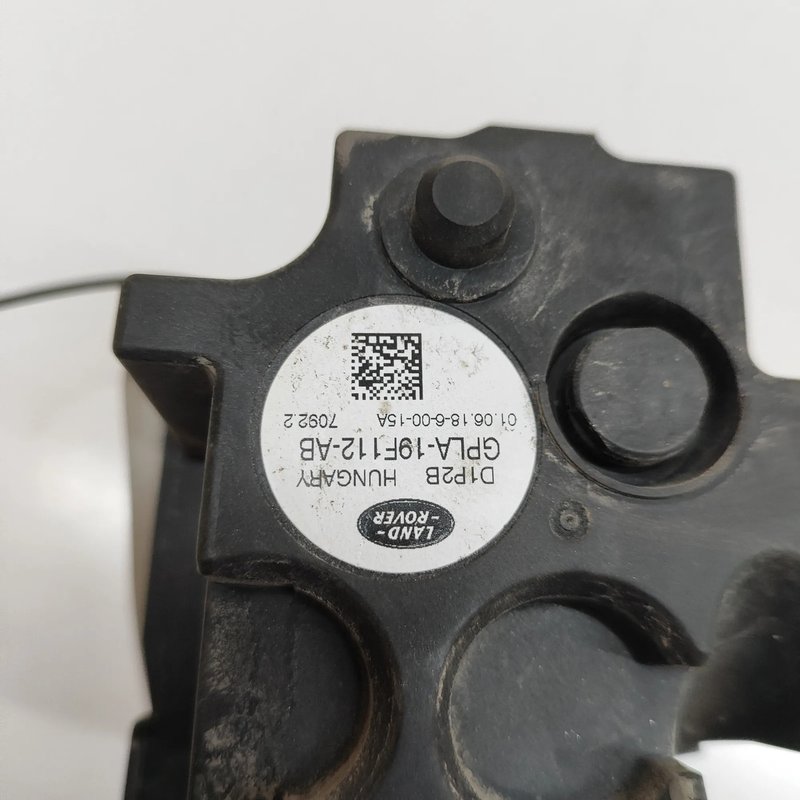 LAND-
-ROVER
D1P2B HUNGARY
GPLA-19F112-AB
01.06.18-6-00-15A 7092.2